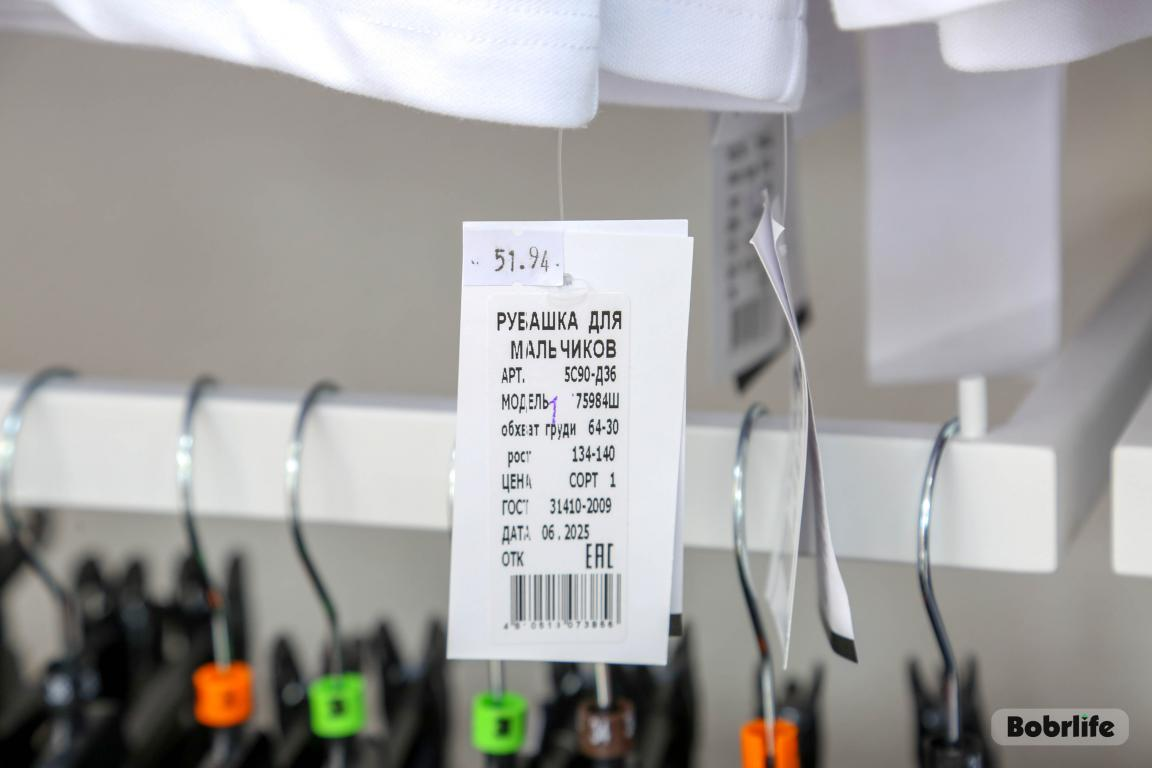 51.94
РУБАШКА ДЛЯ
МАЛЬЧИКОВ
АРТ. 5С90-Д36
МОДЕЛЬ 75984Ш
обхват груди 64-30
рост 134-140
ЦЕНА СОРТ 1
ГОСТ 31410-2009
ДАТА 06.2025
ОТК EAC
Bobrlife